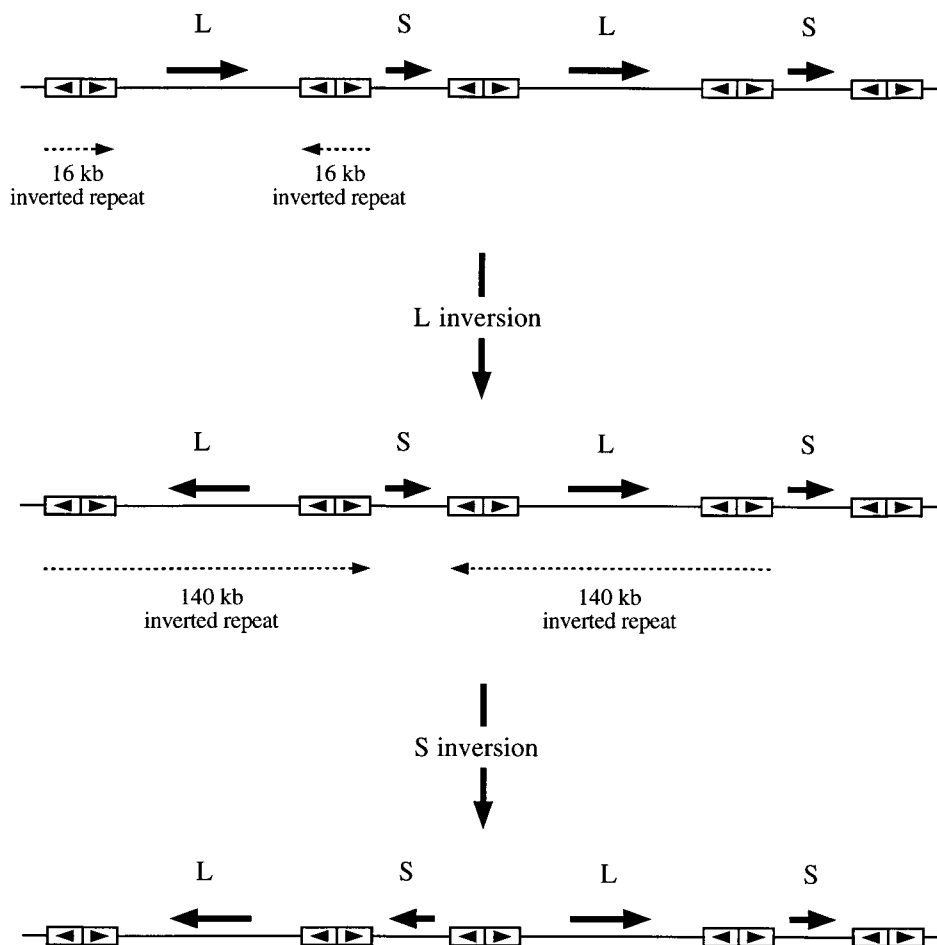 L S L S
16 kb 16 kb
inverted repeat inverted repeat
L inversion
L S L S
140 kb 140 kb
inverted repeat inverted repeat
S inversion
L S L S